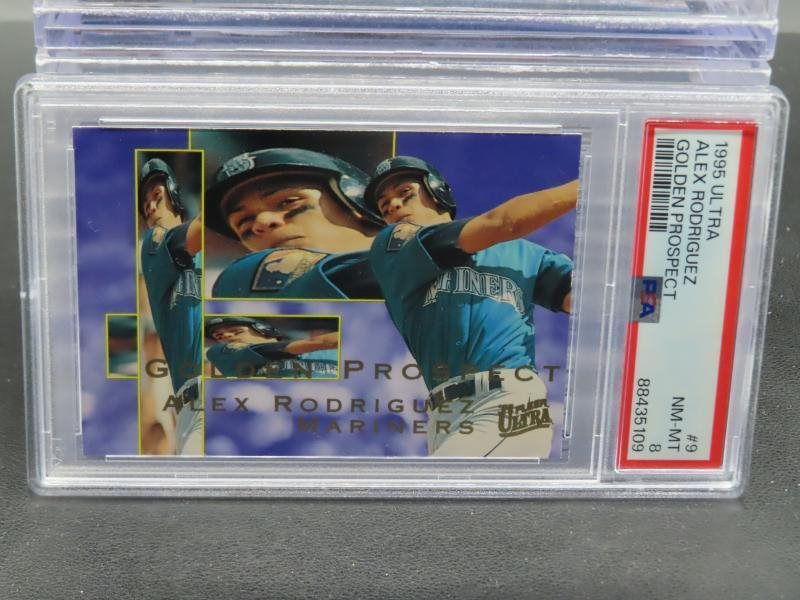 MARINERS
GOLDEN PROSPECT
ALEX RODRIGUEZ
MARINERS
FLEER
ULTRA
1995 ULTRA
ALEX RODRIGUEZ
GOLDEN PROSPECT
PSA
#9
NM-MT
8
88435109